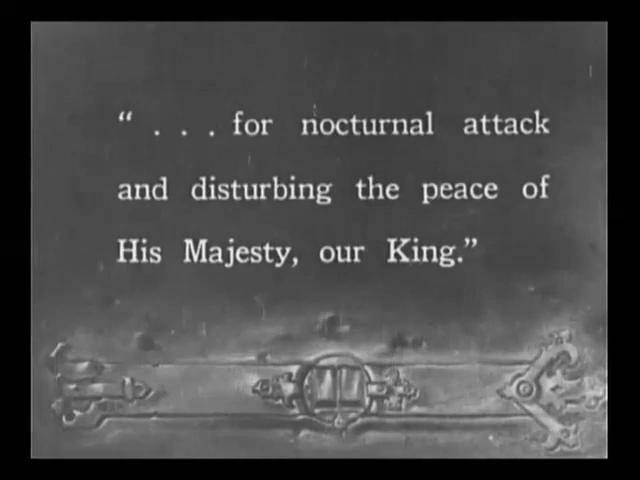 “ . . . for nocturnal attack
and disturbing the peace of
His Majesty, our King.”